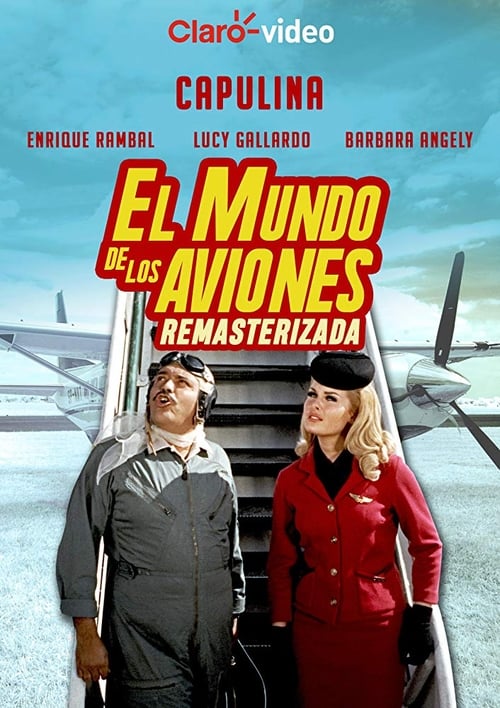 Claro-video
CAPULINA
ENRIQUE RAMBAL LUCY GALLARDO BARBARA ANGELY
EL MUNDO
DE LOS AVIONES
REMASTERIZADA